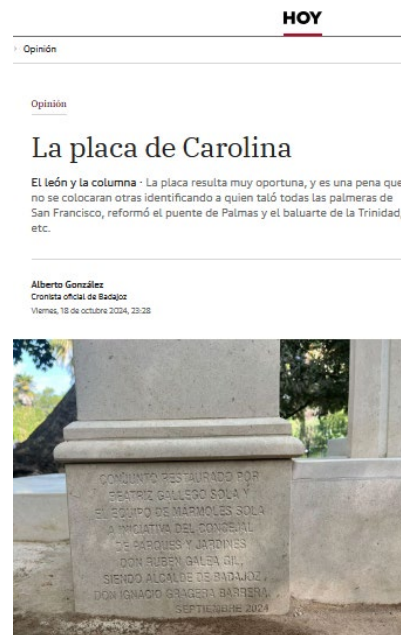 HOY
› Opinión
Opinión
La placa de Carolina
El león y la columna · La placa resulta muy oportuna, y es una pena que
no se colocaran otras identificando a quien taló todas las palmeras de
San Francisco, reformó el puente de Palmas y el baluarte de la Trinidad,
etc.
Alberto González
Cronista oficial de Badajoz
Viernes, 18 de octubre 2024, 23:28
CONJUNTO RESTAURADO POR
BEATRIZ GALLEGO SOLA Y
EL EQUIPO DE MÁRMOLES SOLA
A INICIATIVA DEL CONCEJAL
DE PARQUES Y JARDINES
DON RUBEN GALEA GIL,
SIENDO ALCALDE DE BADAJOZ,
DON IGNACIO GRAGERA BARRERA
SEPTIEMBRE 2024